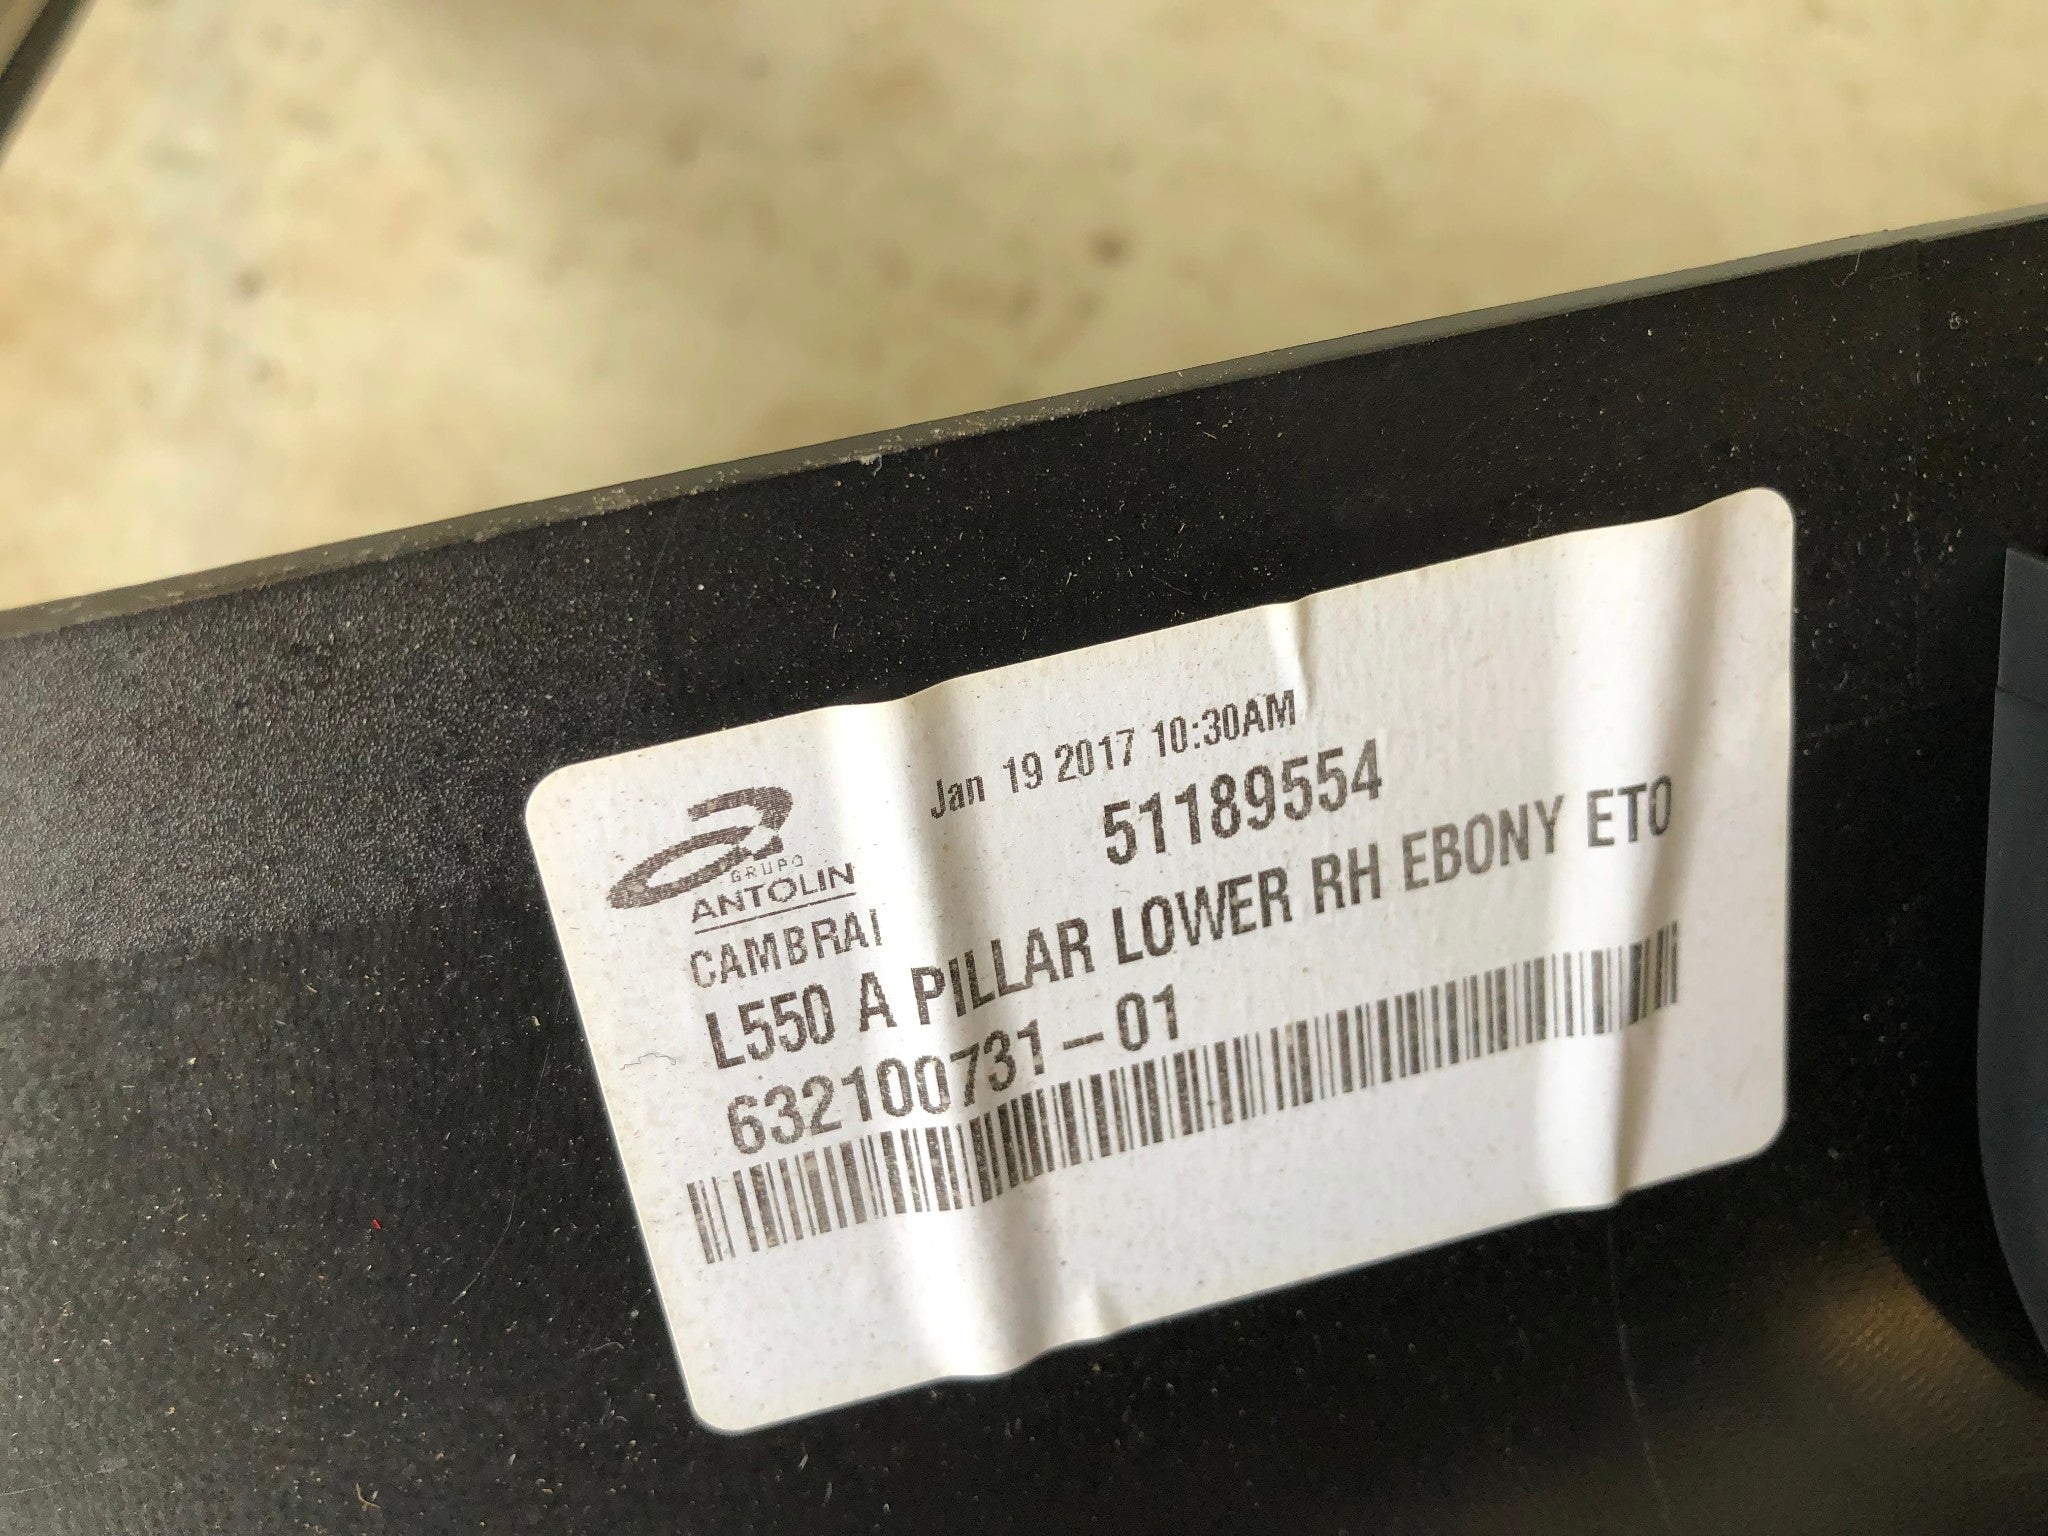 Jan 19 2017 10:30AM
51189554
GRUPO
ANTOLIN
CAMBRAI
L550 A PILLAR LOWER RH EBONY ETO
632100731-01